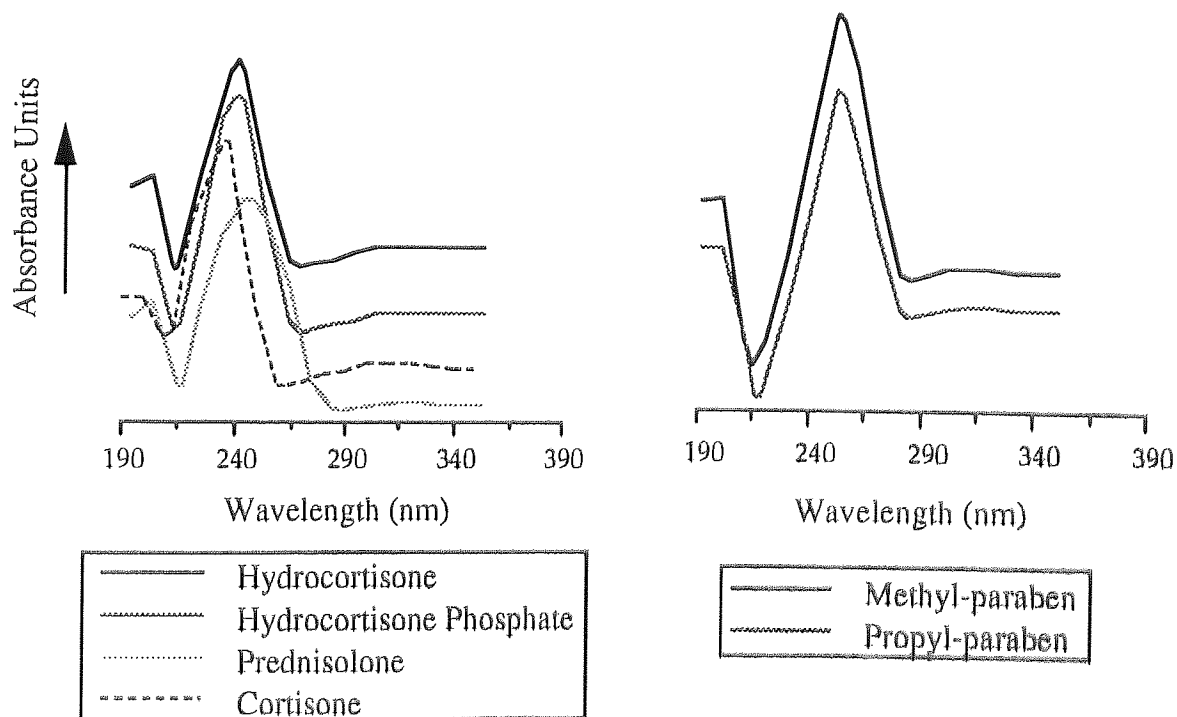 Absorbance Units
190 240 290 340 390
Wavelength (nm)
Hydrocortisone
Hydrocortisone Phosphate
Prednisolone
Cortisone
190 240 290 340 390
Wavelength (nm)
Methyl-paraben
Propyl-paraben